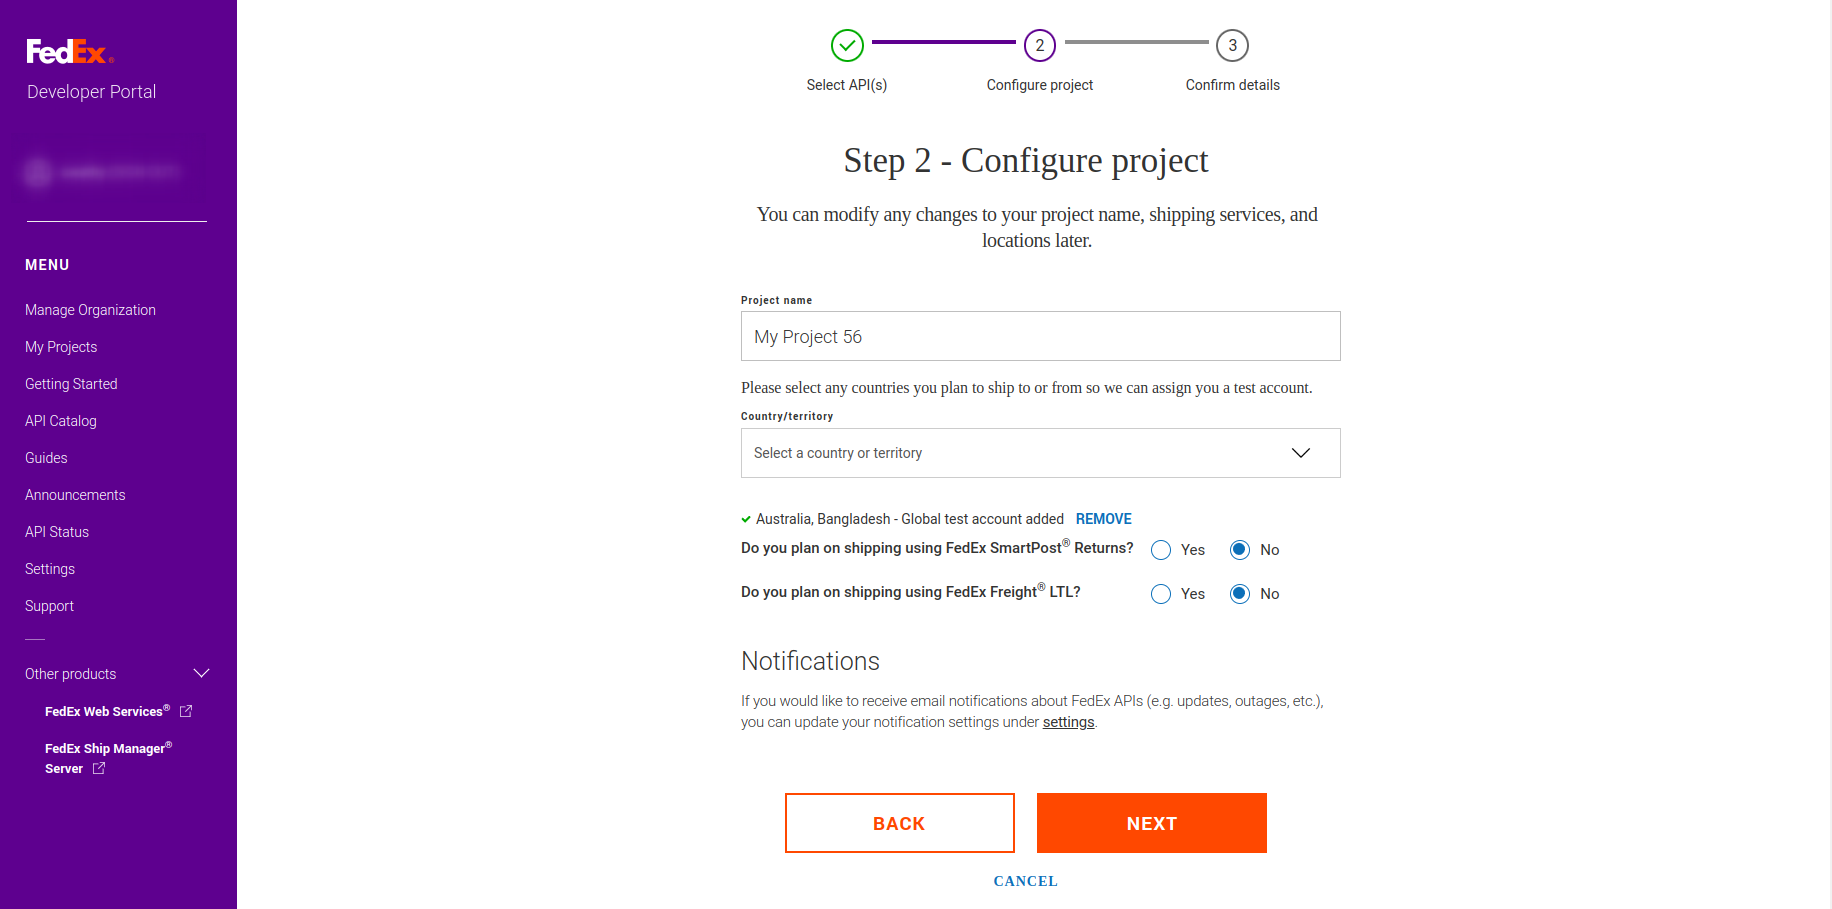 FedEx®
Developer Portal
MENU
Manage Organization
My Projects
Getting Started
API Catalog
Guides
Announcements
API Status
Settings
Support
Other products
FedEx Web Services®
FedEx Ship Manager®
Server
2
3
Select API(s)
Configure project
Confirm details
Step 2 - Configure project
You can modify any changes to your project name, shipping services, and
locations later.
Project name
My Project 56
Please select any countries you plan to ship to or from so we can assign you a test account.
Country/territory
Select a country or territory
Australia, Bangladesh - Global test account added REMOVE
Do you plan on shipping using FedEx SmartPost® Returns? Yes No
Do you plan on shipping using FedEx Freight® LTL? Yes No
Notifications
If you would like to receive email notifications about FedEx APIs (e.g. updates, outages, etc.),
you can update your notification settings under settings.
BACK
NEXT
CANCEL